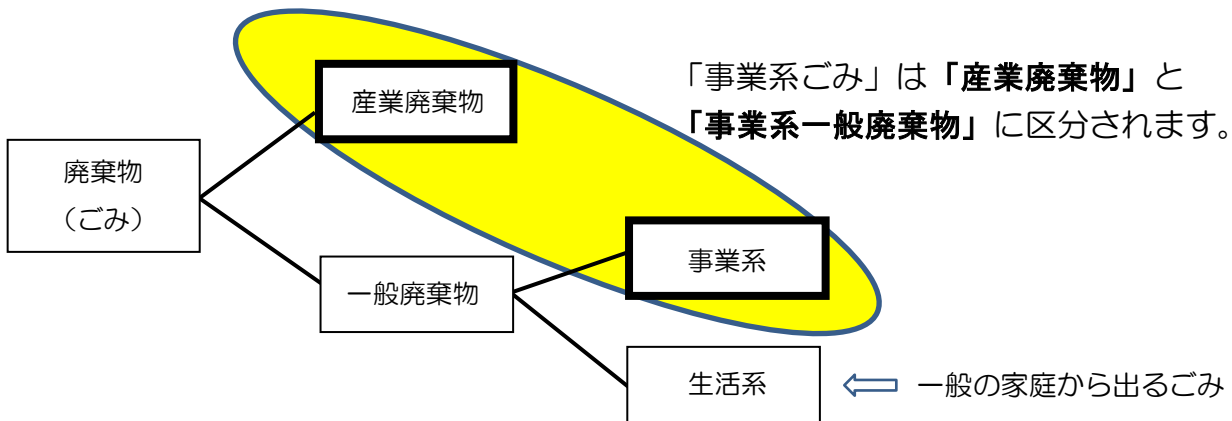 「事業系ごみ」は「産業廃棄物」と
「事業系一般廃棄物」に区分されます。
産業廃棄物
廃棄物
（ごみ）
事業系
一般廃棄物
生活系
一般の家庭から出るごみ